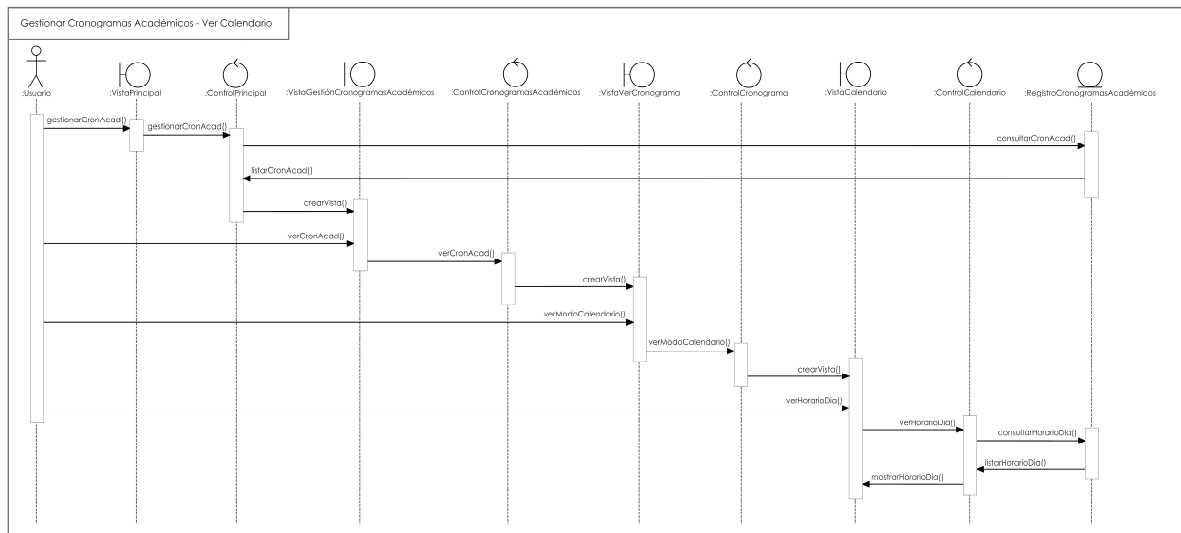 Gestionar Cronogramas Académicos - Ver Calendario
:Usuario
:VistaPrincipal
:ControlPrincipal
:VistaGestiónCronogramasAcadémicos
:ControlCronogramasAcadémicos
:VistaVerCronograma
:ControlCronograma
:VistaCalendario
:ControlCalendario
:RegistroCronogramasAcadémicos
gestionarCronAcad()
gestionarCronAcad()
consultarCronAcad()
listarCronAcad()
crearVista()
verCronAcad()
verCronAcad()
crearVista()
verModoCalendario()
verModoCalendario()
crearVista()
verHorarioDia()
verHorarioDia()
consultarHorarioDia()
listarHorarioDia()
mostrarHorarioDia()